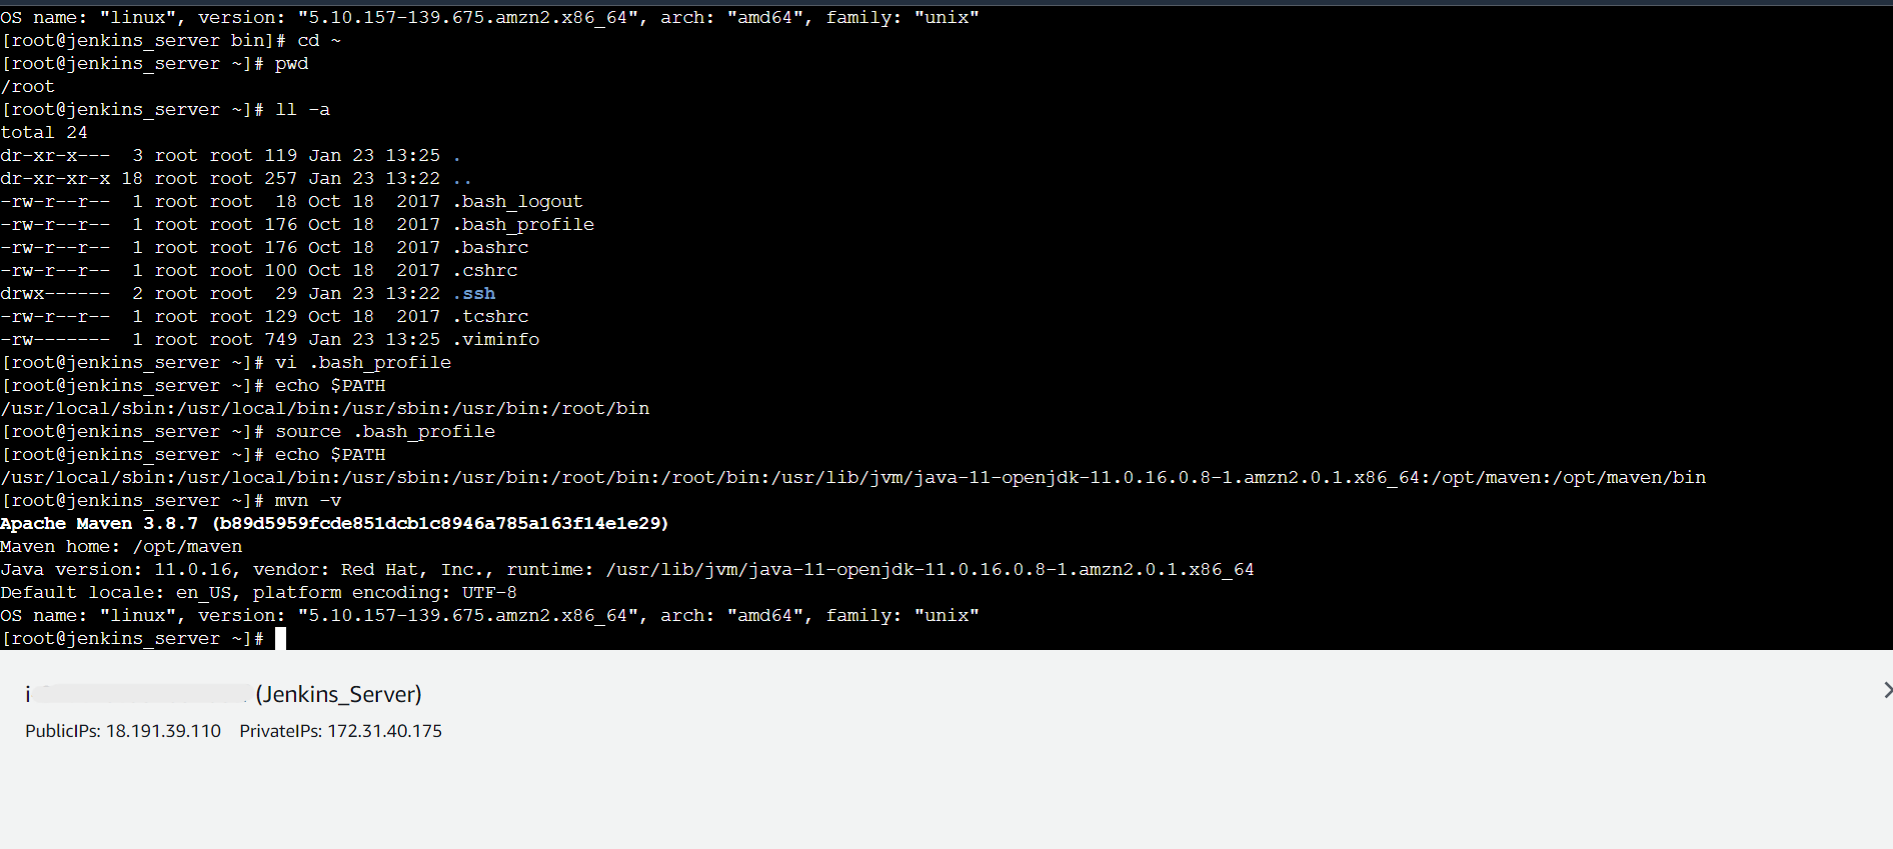 OS name: "linux", version: "5.10.157-139.675.amzn2.x86_64", arch: "amd64", family: "unix"
[root@jenkins_server bin]# cd ~
[root@jenkins_server ~]# pwd
/root
[root@jenkins_server ~]# ll -a
total 24
dr-xr-x---  3 root root 119 Jan 23 13:25 .
dr-xr-xr-x 18 root root 257 Jan 23 13:22 ..
-rw-r--r--  1 root root  18 Oct 18  2017 .bash_logout
-rw-r--r--  1 root root 176 Oct 18  2017 .bash_profile
-rw-r--r--  1 root root 176 Oct 18  2017 .bashrc
-rw-r--r--  1 root root 100 Oct 18  2017 .cshrc
drwx------  2 root root  29 Jan 23 13:22 .ssh
-rw-r--r--  1 root root 129 Oct 18  2017 .tcshrc
-rw-------  1 root root 749 Jan 23 13:25 .viminfo
[root@jenkins_server ~]# vi .bash_profile
[root@jenkins_server ~]# echo $PATH
/usr/local/sbin:/usr/local/bin:/usr/sbin:/usr/bin:/root/bin
[root@jenkins_server ~]# source .bash_profile
[root@jenkins_server ~]# echo $PATH
/usr/local/sbin:/usr/local/bin:/usr/sbin:/usr/bin:/root/bin:/root/bin:/usr/lib/jvm/java-11-openjdk-11.0.16.0.8-1.amzn2.0.1.x86_64:/opt/maven:/opt/maven/bin
[root@jenkins_server ~]# mvn -v
Apache Maven 3.8.7 (b89d5959fcde851dcb1c8946a785a163f14e1e29)
Maven home: /opt/maven
Java version: 11.0.16, vendor: Red Hat, Inc., runtime: /usr/lib/jvm/java-11-openjdk-11.0.16.0.8-1.amzn2.0.1.x86_64
Default locale: en_US, platform encoding: UTF-8
OS name: "linux", version: "5.10.157-139.675.amzn2.x86_64", arch: "amd64", family: "unix"
[root@jenkins_server ~]#
i (Jenkins_Server)
PublicIPs: 18.191.39.110 PrivateIPs: 172.31.40.175